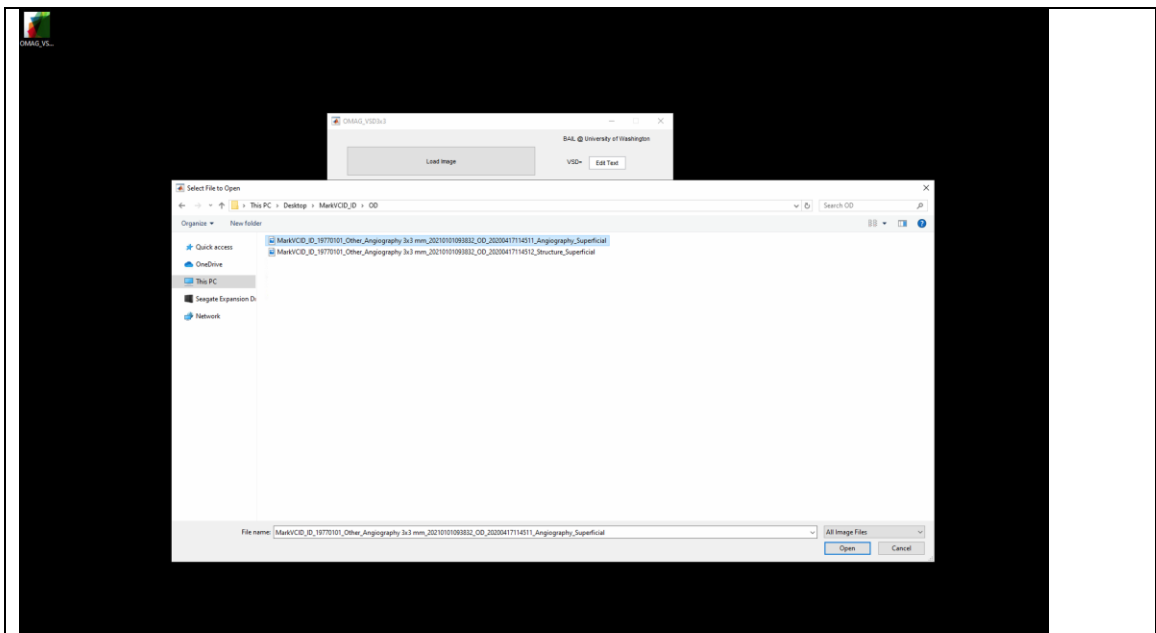 OMAG_VS...
OMAG_VSD3x3
BAIL @ University of Washington
Load Image
VSD=
Edit Text
Select File to Open
This PC › Desktop › MarkVCID_ID › OD
Search OD
Organize
New folder
Quick access
OneDrive
This PC
Seagate Expansion Dr
Network
MarkVCID_ID_19770101_Other_Angiography 3x3 mm_20210101093832_OD_20200417114511_Angiography_Superficial
MarkVCID_ID_19770101_Other_Angiography 3x3 mm_20210101093832_OD_20200417114512_Structure_Superficial
File name:
MarkVCID_ID_19770101_Other_Angiography 3x3 mm_20210101093832_OD_20200417114511_Angiography_Superficial
All Image Files
Open
Cancel